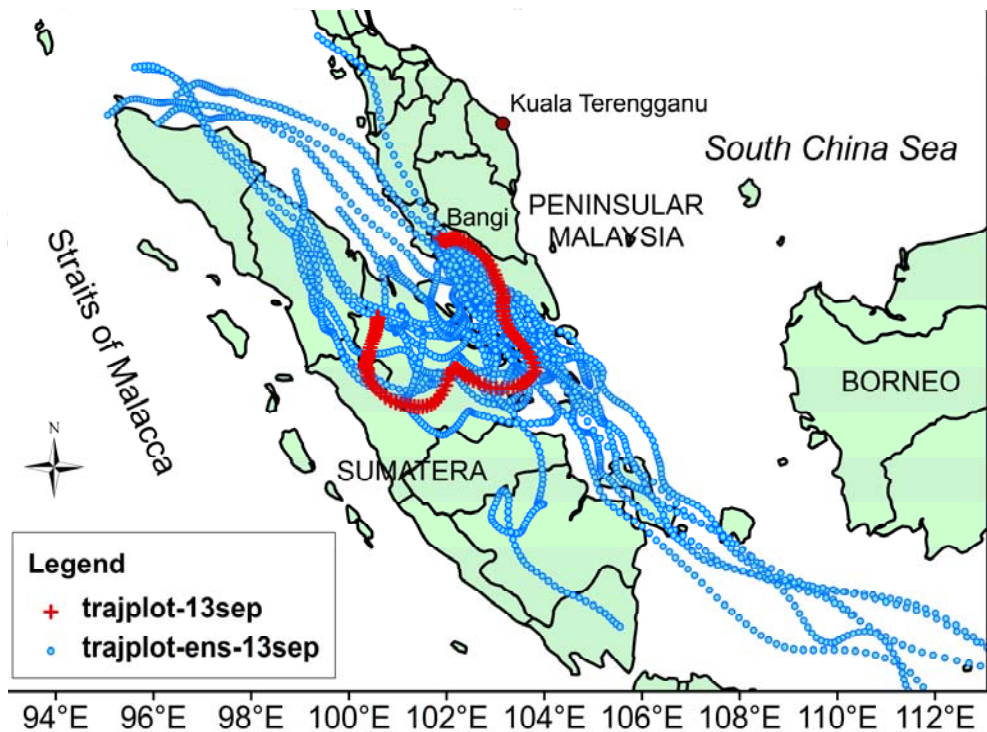 Kuala Terengganu
South China Sea
Bangi
PENINSULAR
MALAYSIA
Straits of Malacca
BORNEO
N
SUMATERA
Legend
trajplot-13sep
trajplot-ens-13sep
94°E 96°E 98°E 100°E 102°E 104°E 106°E 108°E 110°E 112°E